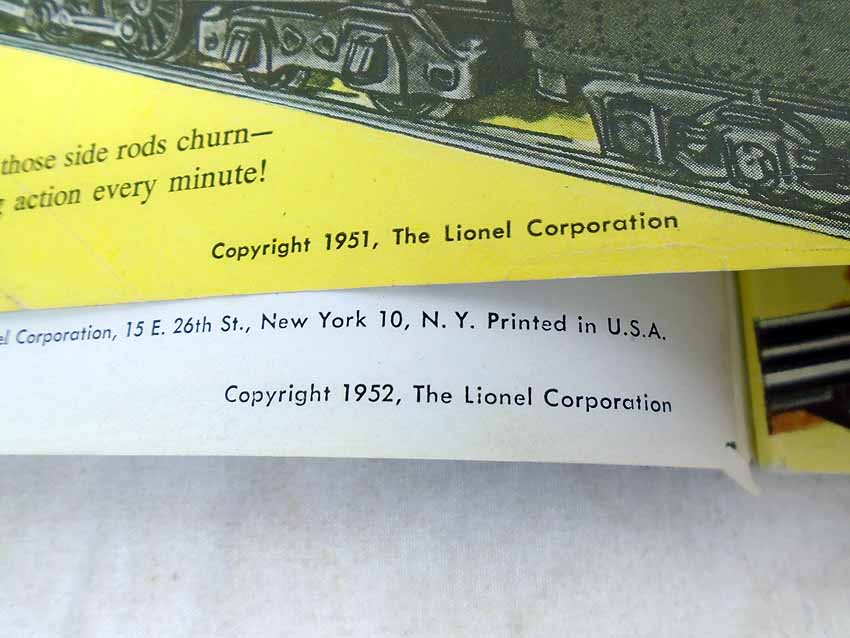 those side rods churn—
action every minute!
Copyright 1951, The Lionel Corporation
Corporation, 15 E. 26th St., New York 10, N. Y. Printed in U.S.A.
Copyright 1952, The Lionel Corporation